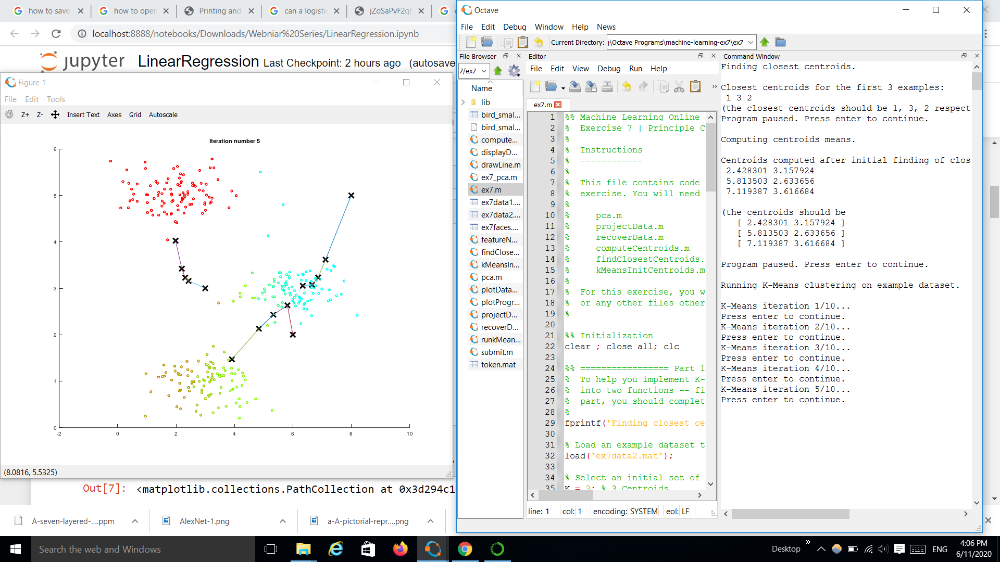 how to save
how to open
Printing and
can a logistic
jZoSaPvF2q
localhost:8888/notebooks/Downloads/Webniar%20Series/LinearRegression.ipynb
jupyter LinearRegression Last Checkpoint: 2 hours ago (autosave
Figure 1
File Edit Tools
Z+ Z- Insert Text Axes Grid Autoscale
Iteration number 5
6
5
4
3
2
1
0
-2 0 2 4 6 8 10
(8.0816, 5.5325)
Out[7]: <matplotlib.collections.PathCollection at 0x3d294c1
A-seven-layered-....ppm
AlexNet-1.png
a-A-pictorial-repr....png
Octave
File Edit Debug Window Help News
Current Directory: \Octave Programs\machine-learning-ex7\ex7
File Browser
7/ex7
Name
lib
bird_smal...
bird_smal...
compute...
displayD...
drawLine.m
ex7_pca.m
ex7.m
ex7data1....
ex7data2....
ex7faces....
featureN...
findClose...
kMeansIn...
pca.m
plotData...
plotProgr...
projectD...
recoverD...
runkMean...
submit.m
token.mat
Editor
File Edit View Debug Run Help
ex7.m
1 %% Machine Learning Online
2 % Exercise 7 | Principle C
3 %
4 % Instructions
5 % ------------
6 %
7 % This file contains code
8 % exercise. You will need
9 %
10 % pca.m
11 % projectData.m
12 % recoverData.m
13 % computeCentroids.m
14 % findClosestCentroids.
15 % kMeansInitCentroids.m
16 %
17 % For this exercise, you w
18 % or any other files other
19 %
20
21 %% Initialization
22 clear ; close all; clc
23
24 %% ================= Part 1
25 % To help you implement K-
26 % into two functions -- fi
27 % part, you should complet
28 %
29 fprintf('Finding closest ce
30
31 % Load an example dataset t
32 load('ex7data2.mat');
33
34 % Select an initial set of
35 K = 3; % 3 Centroids
line: 1 col: 1 encoding: SYSTEM eol: LF
Command Window
Finding closest centroids.
Closest centroids for the first 3 examples:
1 3 2
(the closest centroids should be 1, 3, 2 respect
Program paused. Press enter to continue.
Computing centroids means.
Centroids computed after initial finding of clos
2.428301 3.157924
5.813503 2.633656
7.119387 3.616684
(the centroids should be
[ 2.428301 3.157924 ]
[ 5.813503 2.633656 ]
[ 7.119387 3.616684 ]
Program paused. Press enter to continue.
Running K-Means clustering on example dataset.
K-Means iteration 1/10...
Press enter to continue.
K-Means iteration 2/10...
Press enter to continue.
K-Means iteration 3/10...
Press enter to continue.
K-Means iteration 4/10...
Press enter to continue.
K-Means iteration 5/10...
Press enter to continue.
Search the web and Windows
Desktop
ENG
4:06 PM
6/11/2020